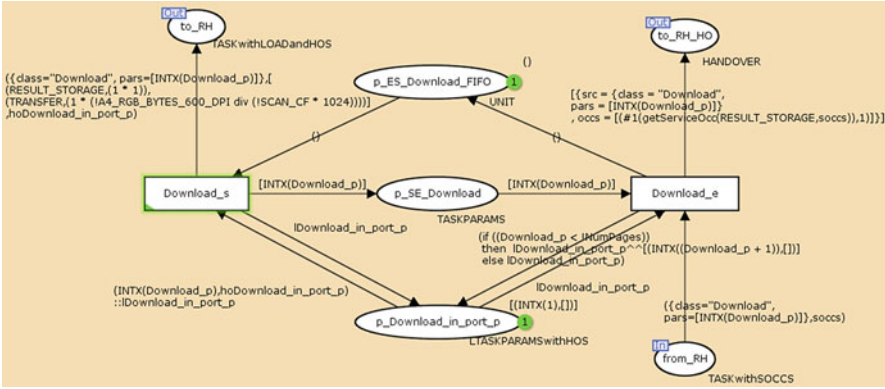 Out
to_RH
TASKwithLOADandHOS
Out
to_RH_HO
HANDOVER
({class="Download", pars=[INTX(Download_p)]},[
(RESULT_STORAGE,(1 * 1)),
(TRANSFER,(1 * (!A4_RGB_BYTES_600_DPI div (!SCAN_CF * 1024))))]
,hoDownload_in_port_p)
()
p_ES_Download_FIFO
1
UNIT
[{src = {class = "Download",
pars = [INTX(Download_p)]}
, occs = [(#1(getServiceOcc(RESULT_STORAGE,soccs)),1)]}]
()
()
Download_s
[INTX(Download_p)]
p_SE_Download
TASKPARAMS
[INTX(Download_p)]
Download_e
lDownload_in_port_p
(if ((Download_p < !NumPages))
then lDownload_in_port_p^^[(INTX((Download_p + 1)),[])]
else lDownload_in_port_p)
(INTX(Download_p),hoDownload_in_port_p)
::lDownload_in_port_p
lDownload_in_port_p
[(INTX(1),[])]
p_Download_in_port_p
1
LTASKPARAMSwithHOS
({class="Download",
pars=[INTX(Download_p)]},soccs)
In
from_RH
TASKwithSOCCS